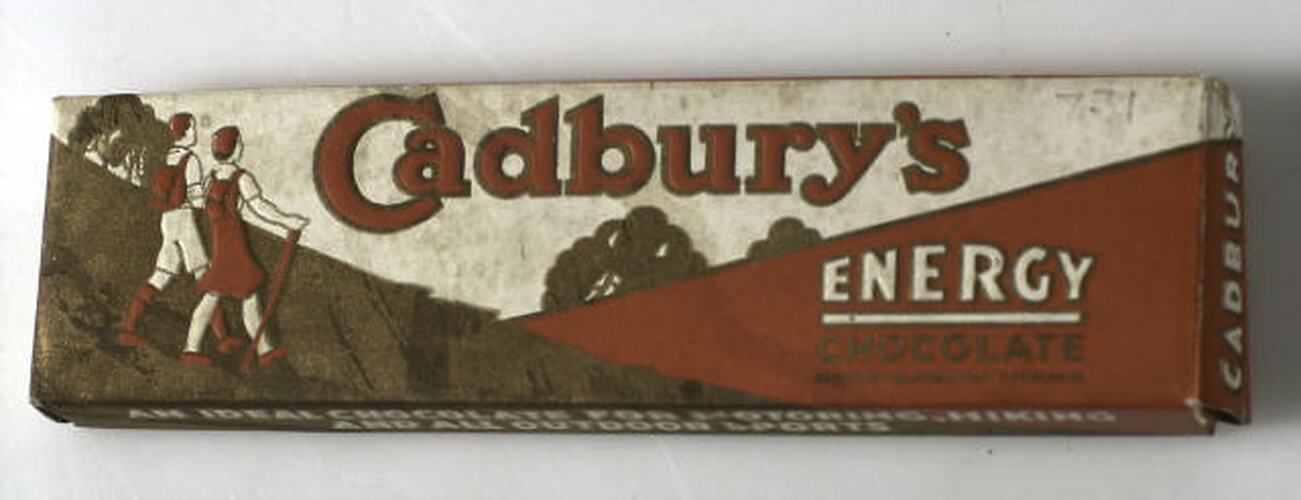 Cadbury's
731
ENERGY
CHOCOLATE
AN IDEAL CHOCOLATE FOR MOTORING, HIKING
AND ALL OUTDOOR SPORTS
CADBUR